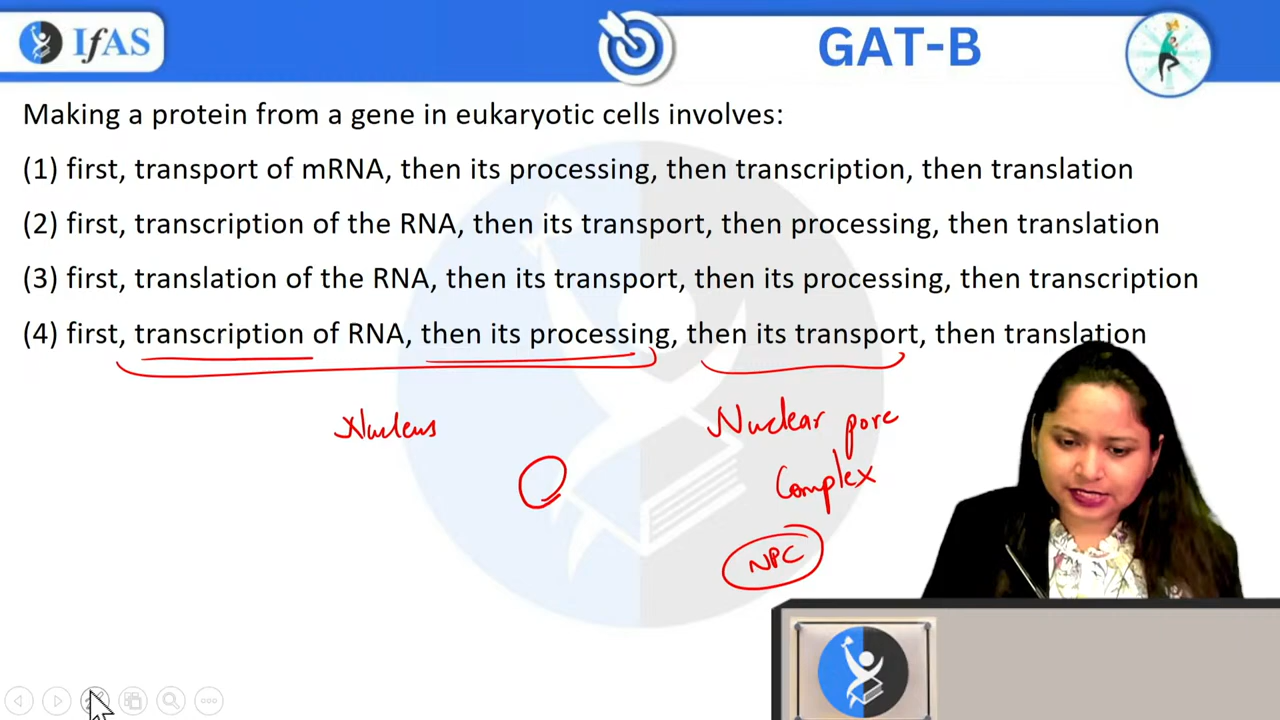 IfAS
GAT-B
Making a protein from a gene in eukaryotic cells involves:
(1) first, transport of mRNA, then its processing, then transcription, then translation
(2) first, transcription of the RNA, then its transport, then processing, then translation
(3) first, translation of the RNA, then its transport, then its processing, then transcription
(4) first, transcription of RNA, then its processing, then its transport, then translation
Nucleus
Nuclear pore
Complex
NPC